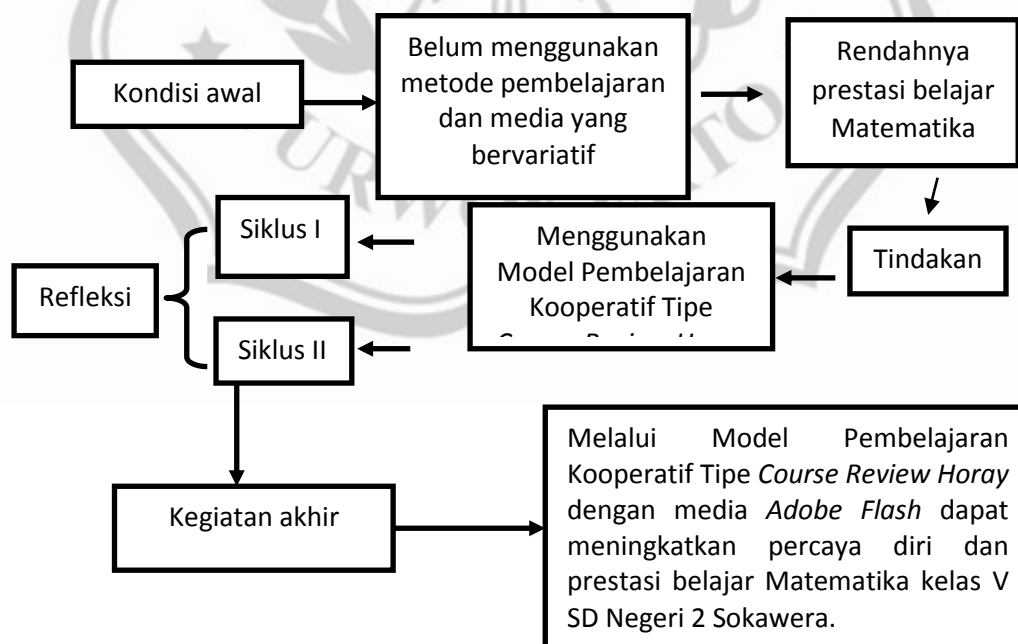 Kondisi awal
Belum menggunakan
metode pembelajaran
dan media yang
bervariatif
Rendahnya
prestasi belajar
Matematika
Tindakan
Menggunakan
Model Pembelajaran
Kooperatif Tipe
Siklus I
Refleksi
Siklus II
Kegiatan akhir
Melalui Model Pembelajaran
Kooperatif Tipe Course Review Horay
dengan media Adobe Flash dapat
meningkatkan percaya diri dan
prestasi belajar Matematika kelas V
SD Negeri 2 Sokawera.